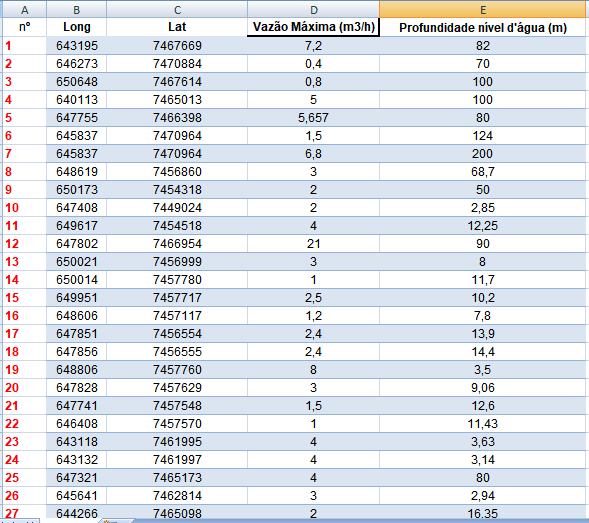 A B C D E
nº Long Lat Vazão Máxima (m3/h) Profundidade nível d'água (m)
1 643195 7467669 7,2 82
2 646273 7470884 0,4 70
3 650648 7467614 0,8 100
4 640113 7465013 5 100
5 647755 7466398 5,657 80
6 645837 7470964 1,5 124
7 645837 7470964 6,8 200
8 648619 7456860 3 68,7
9 650173 7454318 2 50
10 647408 7449024 2 2,85
11 649617 7454518 4 12,25
12 647802 7466954 21 90
13 650021 7456999 3 8
14 650014 7457780 1 11,7
15 649951 7457717 2,5 10,2
16 648606 7457117 1,2 7,8
17 647851 7456554 2,4 13,9
18 647856 7456555 2,4 14,4
19 648806 7457760 8 3,5
20 647828 7457629 3 9,06
21 647741 7457548 1,5 12,6
22 646408 7457570 1 11,43
23 643118 7461995 4 3,63
24 643132 7461997 4 3,14
25 647321 7465173 4 80
26 645641 7462814 3 2,94
27 644266 7465098 2 16,35